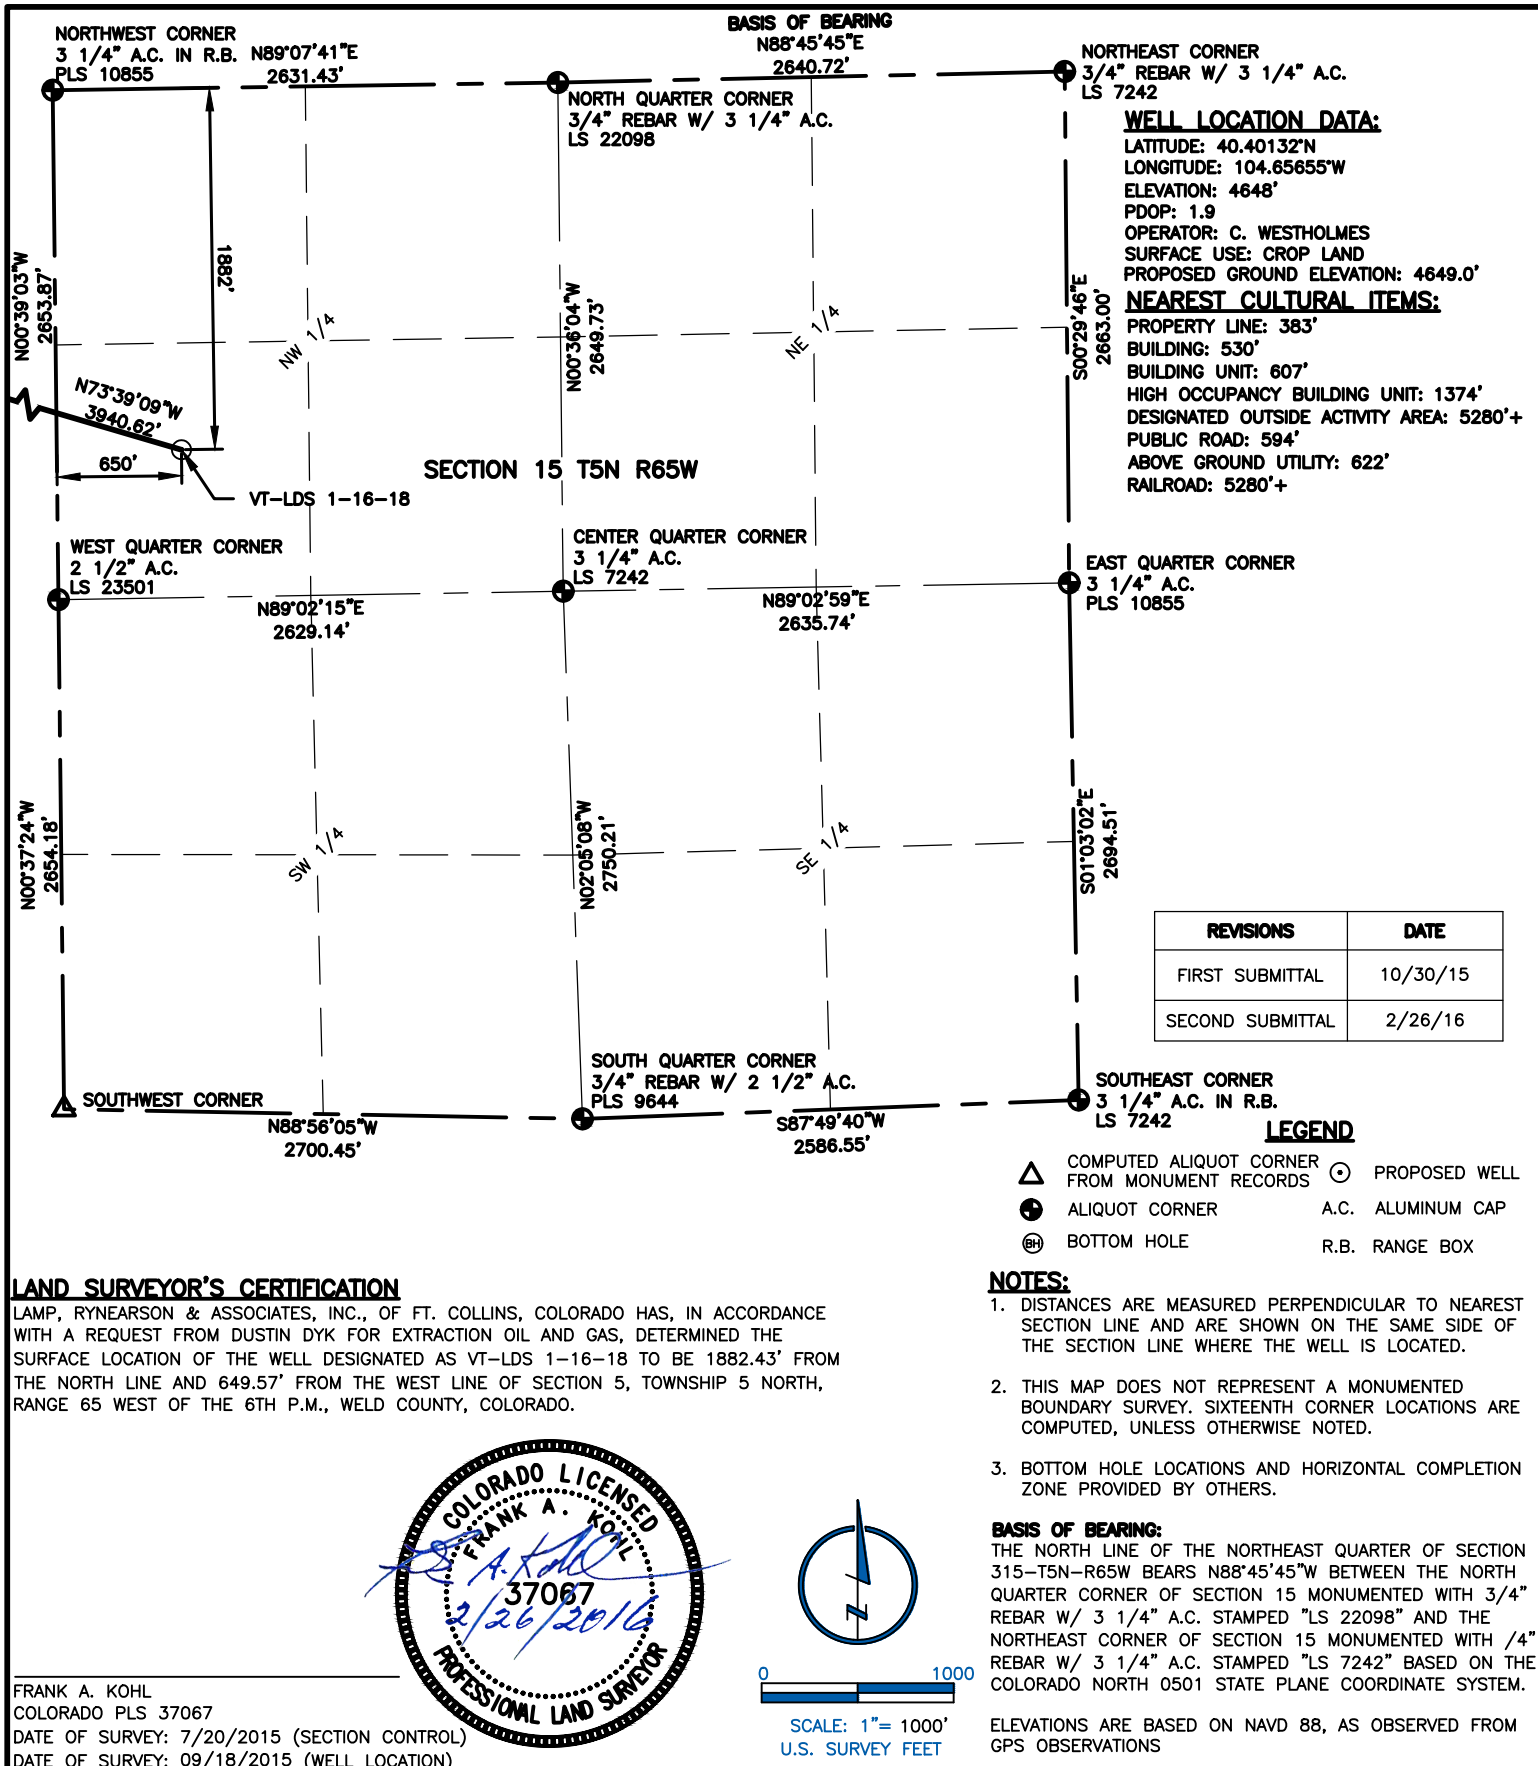 BASIS OF BEARING
N88°45'45"E
2640.72'
NORTHWEST CORNER
3 1/4" A.C. IN R.B.
PLS 10855
N89°07'41"E
2631.43'
NORTH QUARTER CORNER
3/4" REBAR W/ 3 1/4" A.C.
LS 22098
NORTHEAST CORNER
3/4" REBAR W/ 3 1/4" A.C.
LS 7242
WELL LOCATION DATA:
LATITUDE: 40.40132°N
LONGITUDE: 104.65655°W
ELEVATION: 4648'
PDOP: 1.9
OPERATOR: C. WESTHOLMES
SURFACE USE: CROP LAND
PROPOSED GROUND ELEVATION: 4649.0'
NEAREST CULTURAL ITEMS:
PROPERTY LINE: 383'
BUILDING: 530'
BUILDING UNIT: 607'
HIGH OCCUPANCY BUILDING UNIT: 1374'
DESIGNATED OUTSIDE ACTIVITY AREA: 5280'+
PUBLIC ROAD: 594'
ABOVE GROUND UTILITY: 622'
RAILROAD: 5280'+
N00°39'03"W
2653.87'
1882'
NW 1/4
N00°36'04"W
2649.73'
NE 1/4
S00°29'46"E
2663.00'
N73°39'09"W
3940.62'
650'
SECTION 15 T5N R65W
VT-LDS 1-16-18
WEST QUARTER CORNER
2 1/2" A.C.
LS 23501
CENTER QUARTER CORNER
3 1/4" A.C.
LS 7242
EAST QUARTER CORNER
3 1/4" A.C.
PLS 10855
N89°02'15"E
2629.14'
N89°02'59"E
2635.74'
N00°37'24"W
2654.18'
SW 1/4
N02°05'08"W
2750.21'
SE 1/4
S01°03'02"E
2694.51'
REVISIONS DATE
FIRST SUBMITTAL 10/30/15
SECOND SUBMITTAL 2/26/16
SOUTHWEST CORNER
SOUTH QUARTER CORNER
3/4" REBAR W/ 2 1/2" A.C.
PLS 9644
SOUTHEAST CORNER
3 1/4" A.C. IN R.B.
LS 7242
N88°56'05"W
2700.45'
S87°49'40"W
2586.55'
LEGEND
COMPUTED ALIQUOT CORNER
FROM MONUMENT RECORDS
PROPOSED WELL
ALIQUOT CORNER
A.C. ALUMINUM CAP
BH BOTTOM HOLE
R.B. RANGE BOX
LAND SURVEYOR'S CERTIFICATION
LAMP, RYNEARSON & ASSOCIATES, INC., OF FT. COLLINS, COLORADO HAS, IN ACCORDANCE
WITH A REQUEST FROM DUSTIN DYK FOR EXTRACTION OIL AND GAS, DETERMINED THE
SURFACE LOCATION OF THE WELL DESIGNATED AS VT-LDS 1-16-18 TO BE 1882.43' FROM
THE NORTH LINE AND 649.57' FROM THE WEST LINE OF SECTION 5, TOWNSHIP 5 NORTH,
RANGE 65 WEST OF THE 6TH P.M., WELD COUNTY, COLORADO.
NOTES:
1. DISTANCES ARE MEASURED PERPENDICULAR TO NEAREST
SECTION LINE AND ARE SHOWN ON THE SAME SIDE OF
THE SECTION LINE WHERE THE WELL IS LOCATED.
2. THIS MAP DOES NOT REPRESENT A MONUMENTED
BOUNDARY SURVEY. SIXTEENTH CORNER LOCATIONS ARE
COMPUTED, UNLESS OTHERWISE NOTED.
3. BOTTOM HOLE LOCATIONS AND HORIZONTAL COMPLETION
ZONE PROVIDED BY OTHERS.
BASIS OF BEARING:
THE NORTH LINE OF THE NORTHEAST QUARTER OF SECTION
315-T5N-R65W BEARS N88°45'45"W BETWEEN THE NORTH
QUARTER CORNER OF SECTION 15 MONUMENTED WITH 3/4"
REBAR W/ 3 1/4" A.C. STAMPED "LS 22098" AND THE
NORTHEAST CORNER OF SECTION 15 MONUMENTED WITH /4"
REBAR W/ 3 1/4" A.C. STAMPED "LS 7242" BASED ON THE
COLORADO NORTH 0501 STATE PLANE COORDINATE SYSTEM.
ELEVATIONS ARE BASED ON NAVD 88, AS OBSERVED FROM
GPS OBSERVATIONS
COLORADO LICENSED
FRANK A. KOHL
A. Kohl
37067
2/26/2016
PROFESSIONAL LAND SURVEYOR
0 1000
SCALE: 1"= 1000'
U.S. SURVEY FEET
FRANK A. KOHL
COLORADO PLS 37067
DATE OF SURVEY: 7/20/2015 (SECTION CONTROL)
DATE OF SURVEY: 09/18/2015 (WELL LOCATION)